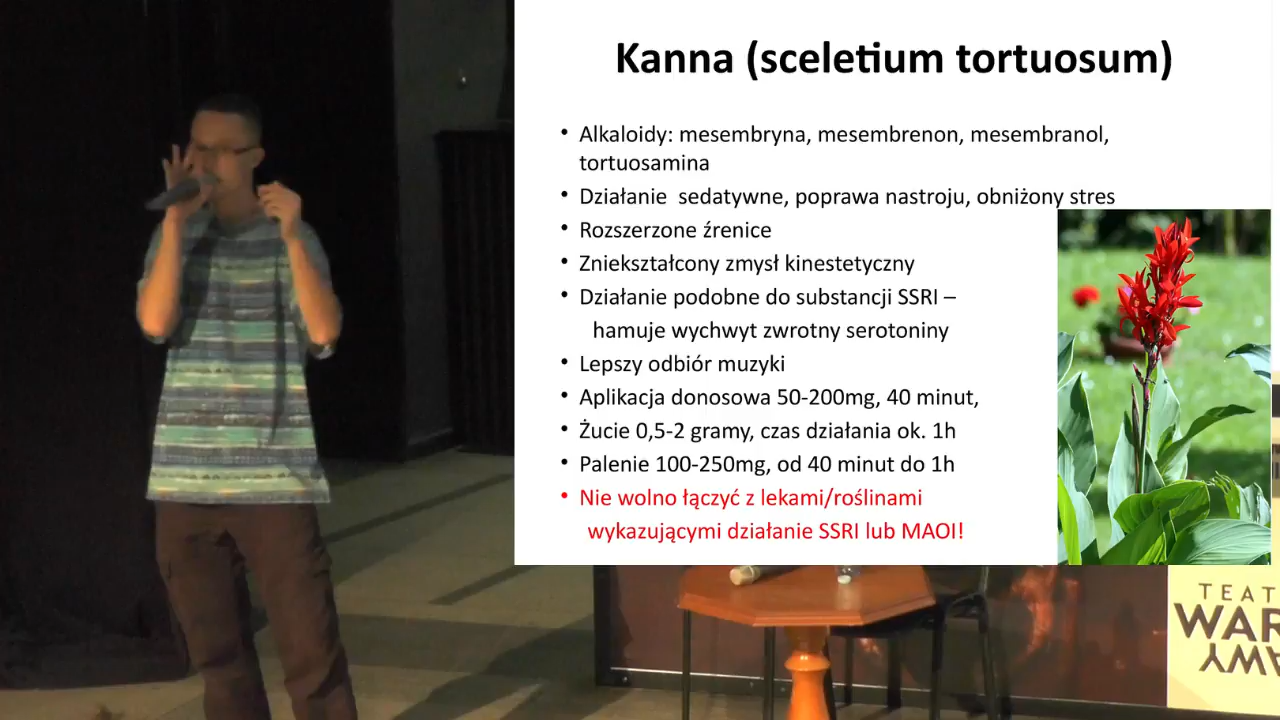 Kanna (sceletium tortuosum)
• Alkaloidy: mesembryna, mesembrenon, mesembranol,
tortuosamina
• Działanie  sedatywne, poprawa nastroju, obniżony stres
• Rozszerzone źrenice
• Zniekształcony zmysł kinestetyczny
• Działanie podobne do substancji SSRI –
hamuje wychwyt zwrotny serotoniny
• Lepszy odbiór muzyki
• Aplikacja donosowa 50-200mg, 40 minut,
• Żucie 0,5-2 gramy, czas działania ok. 1h
• Palenie 100-250mg, od 40 minut do 1h
• Nie wolno łączyć z lekami/roślinami
wykazującymi działanie SSRI lub MAOI!
TEAT
WAR